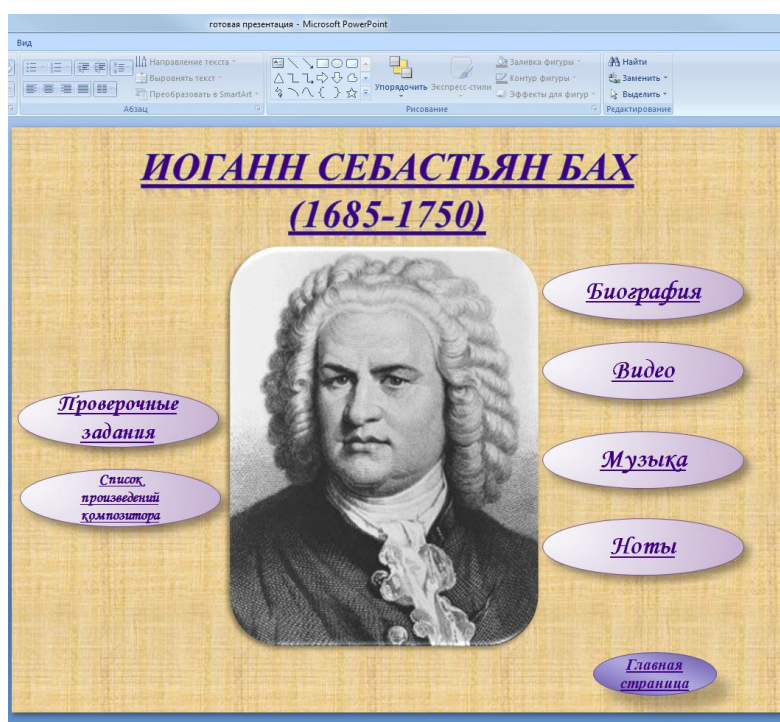 готовая презентация - Microsoft PowerPoint
Вид
Направление текста
Выровнять текст
Преобразовать в SmartArt
Абзац
Упорядочить
Экспресс-стили
Заливка фигуры
Контур фигуры
Эффекты для фигур
Рисование
Найти
Заменить
Выделить
Редактирование
ИОГАНН СЕБАСТЬЯН БАХ
(1685-1750)
Биография
Видео
Проверочные
задания
Музыка
Список
произведений
композитора
Ноты
Главная
страница